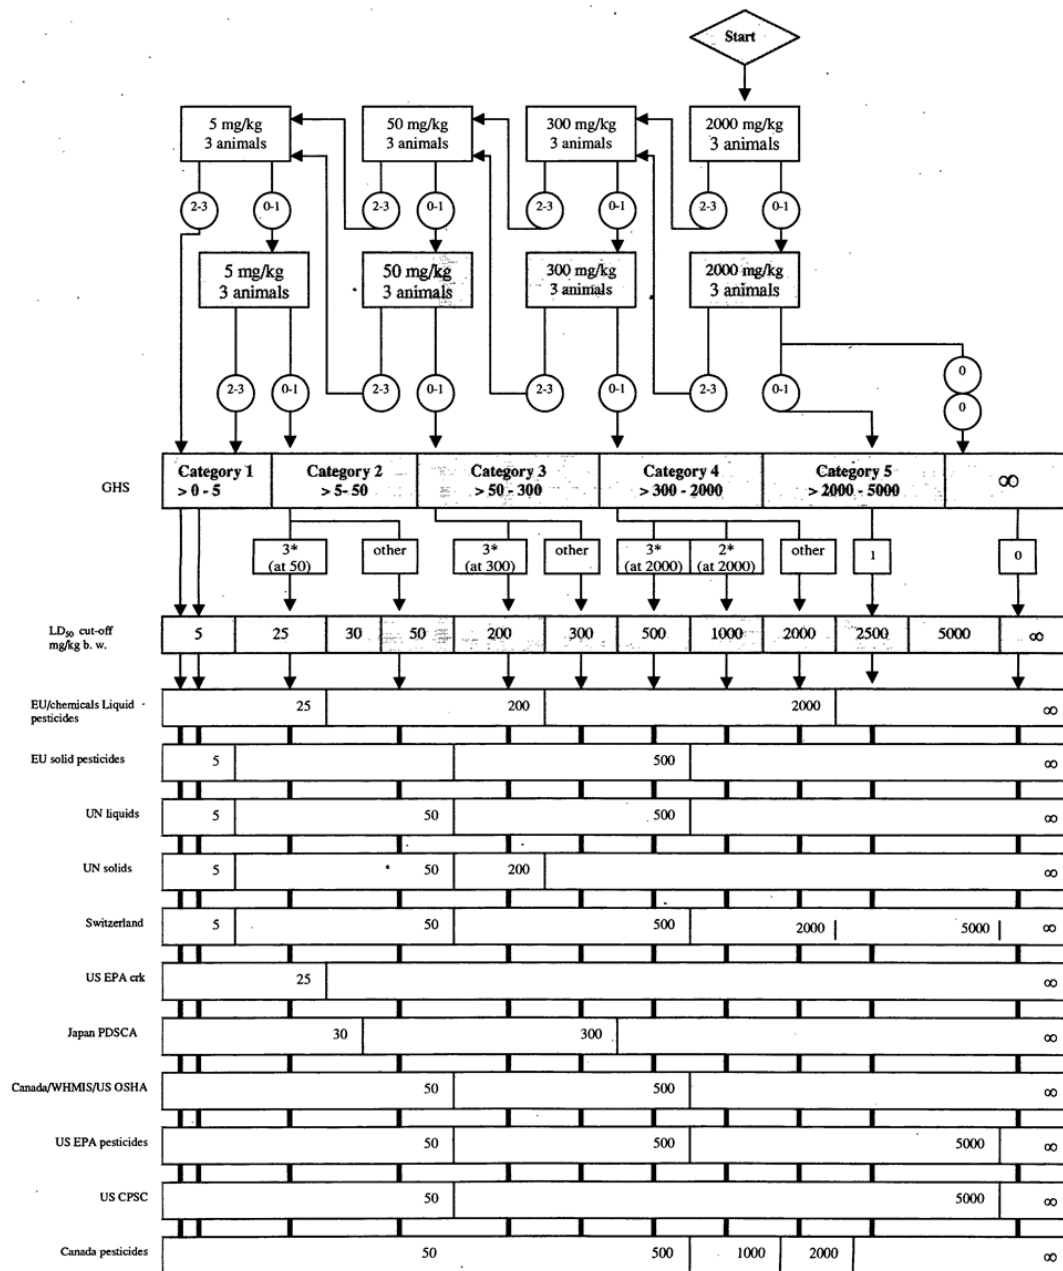 Start
5 mg/kg
3 animals
50 mg/kg
3 animals
300 mg/kg
3 animals
2000 mg/kg
3 animals
2-3
0-1
2-3
0-1
2-3
0-1
2-3
0-1
5 mg/kg
3 animals
50 mg/kg
3 animals
300 mg/kg
3 animals
2000 mg/kg
3 animals
2-3
0-1
2-3
0-1
2-3
0-1
2-3
0-1
0
0
GHS
Category 1
> 0 - 5
Category 2
> 5- 50
Category 3
> 50 - 300
Category 4
> 300 - 2000
Category 5
> 2000 - 5000
∞
3*
(at 50)
other
3*
(at 300)
other
3*
(at 2000)
2*
(at 2000)
other
1
0
LD50 cut-off
mg/kg b. w.
5 25 30 50 200 300 500 1000 2000 2500 5000 ∞
EU/chemicals Liquid
pesticides
25 200 2000 ∞
EU solid pesticides 5 500 ∞
UN liquids 5 50 500 ∞
UN solids 5 50 200 ∞
Switzerland 5 50 500 2000 5000 ∞
US EPA crk 25 ∞
Japan PDSCA 30 300 ∞
Canada/WHMIS/US OSHA 50 500 ∞
US EPA pesticides 50 500 5000 ∞
US CPSC 50 5000 ∞
Canada pesticides 50 500 1000 2000 ∞